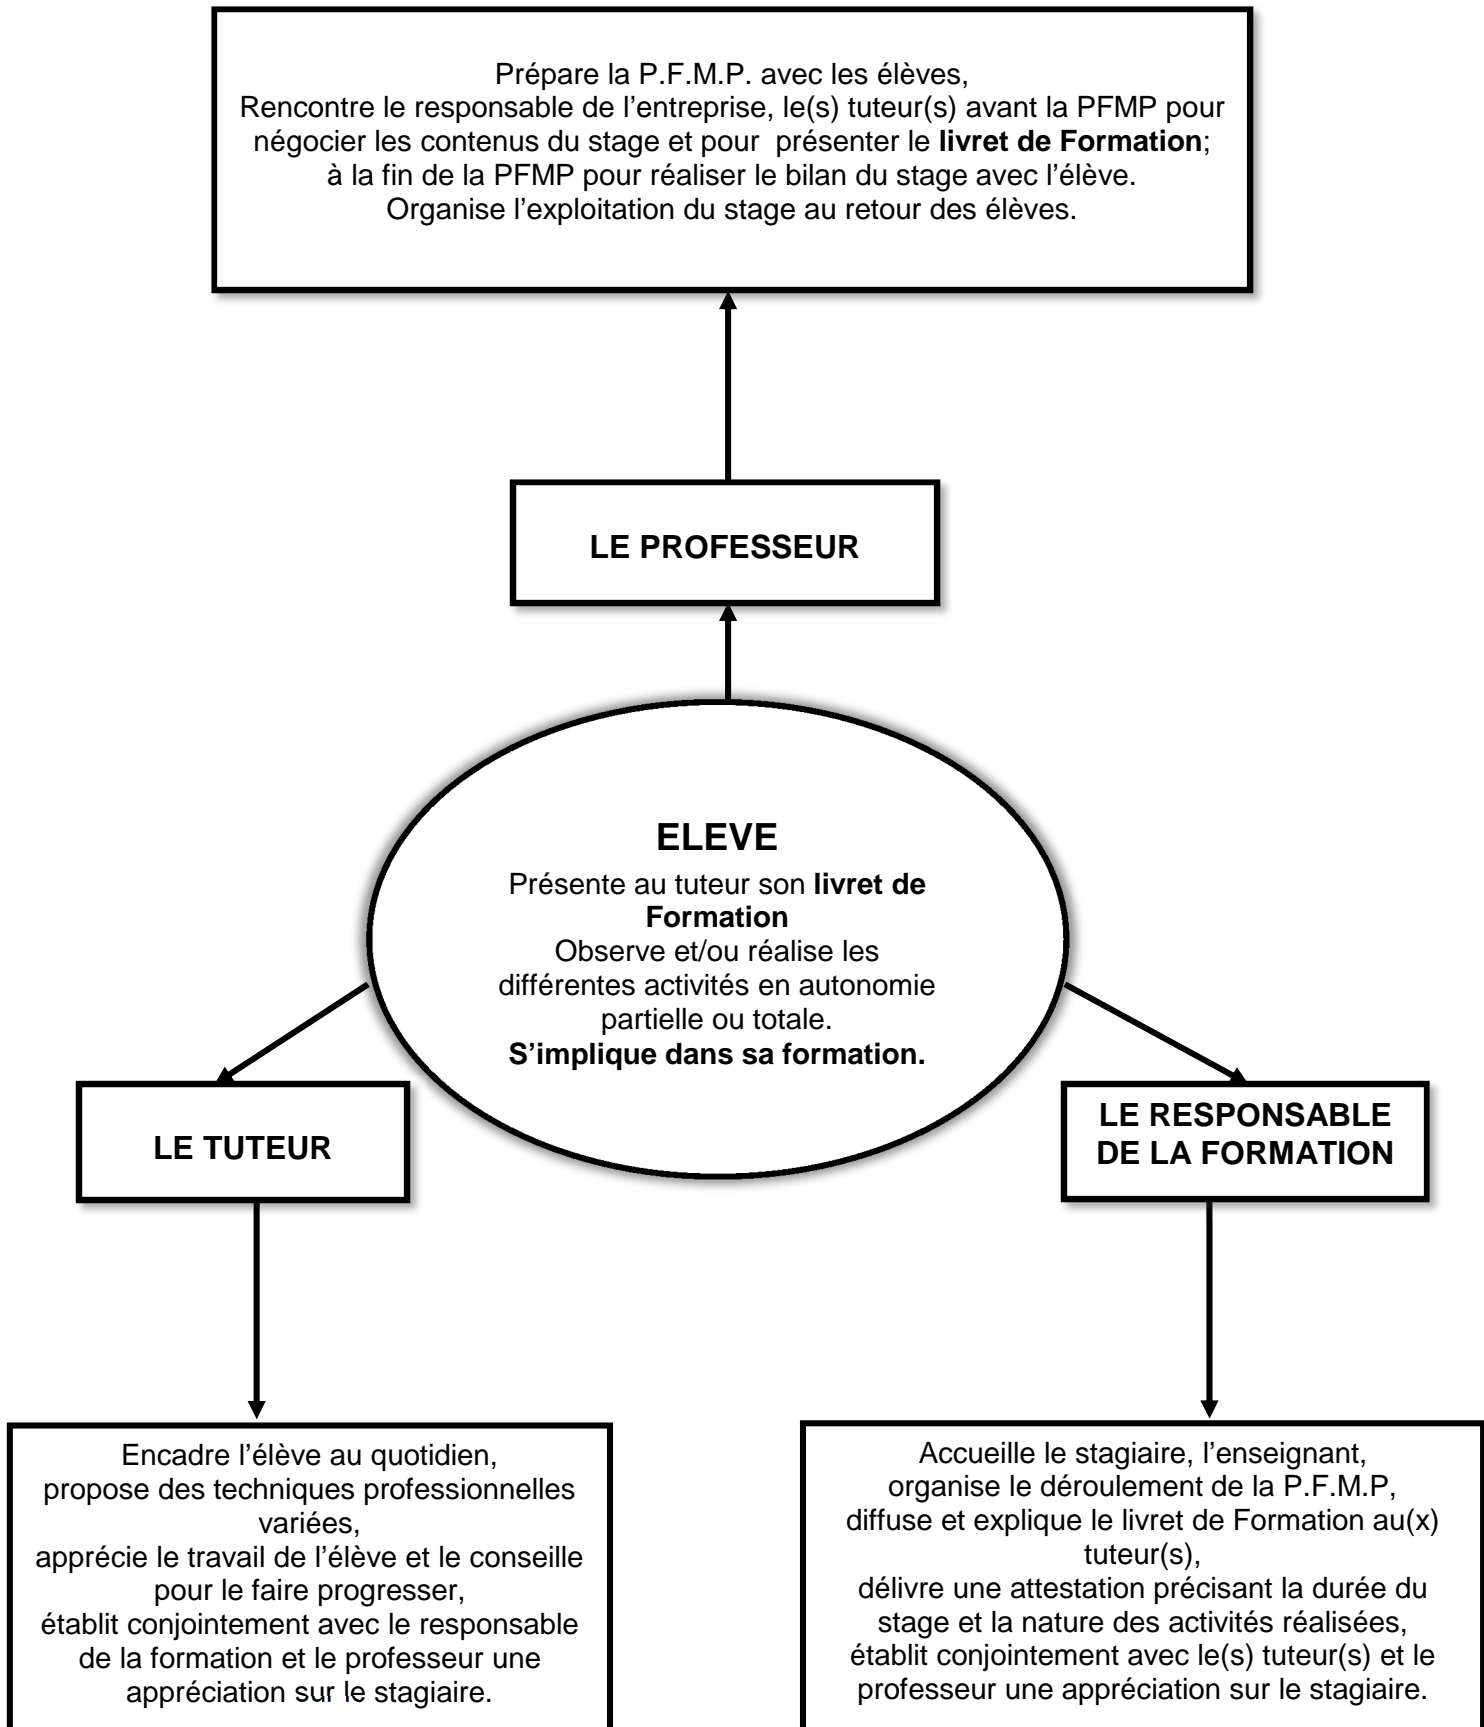 Prépare la P.F.M.P. avec les élèves,
Rencontre le responsable de l’entreprise, le(s) tuteur(s) avant la PFMP pour
négocier les contenus du stage et pour présenter le livret de Formation;
à la fin de la PFMP pour réaliser le bilan du stage avec l’élève.
Organise l’exploitation du stage au retour des élèves.
LE PROFESSEUR
ELEVE
Présente au tuteur son livret de
Formation
Observe et/ou réalise les
différentes activités en autonomie
partielle ou totale.
S’implique dans sa formation.
LE TUTEUR
LE RESPONSABLE
DE LA FORMATION
Encadre l’élève au quotidien,
propose des techniques professionnelles
variées,
apprécie le travail de l’élève et le conseille
pour le faire progresser,
établit conjointement avec le responsable
de la formation et le professeur une
appréciation sur le stagiaire.
Accueille le stagiaire, l’enseignant,
organise le déroulement de la P.F.M.P,
diffuse et explique le livret de Formation au(x)
tuteur(s),
délivre une attestation précisant la durée du
stage et la nature des activités réalisées,
établit conjointement avec le(s) tuteur(s) et le
professeur une appréciation sur le stagiaire.